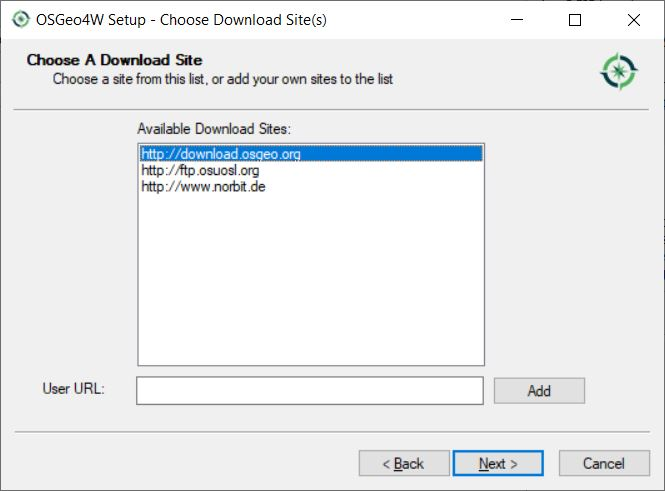 OSGeo4W Setup - Choose Download Site(s)
Choose A Download Site
Choose a site from this list, or add your own sites to the list
Available Download Sites:
http://download.osgeo.org
http://ftp.osuosl.org
http://www.norbit.de
User URL:
Add
< Back
Next >
Cancel